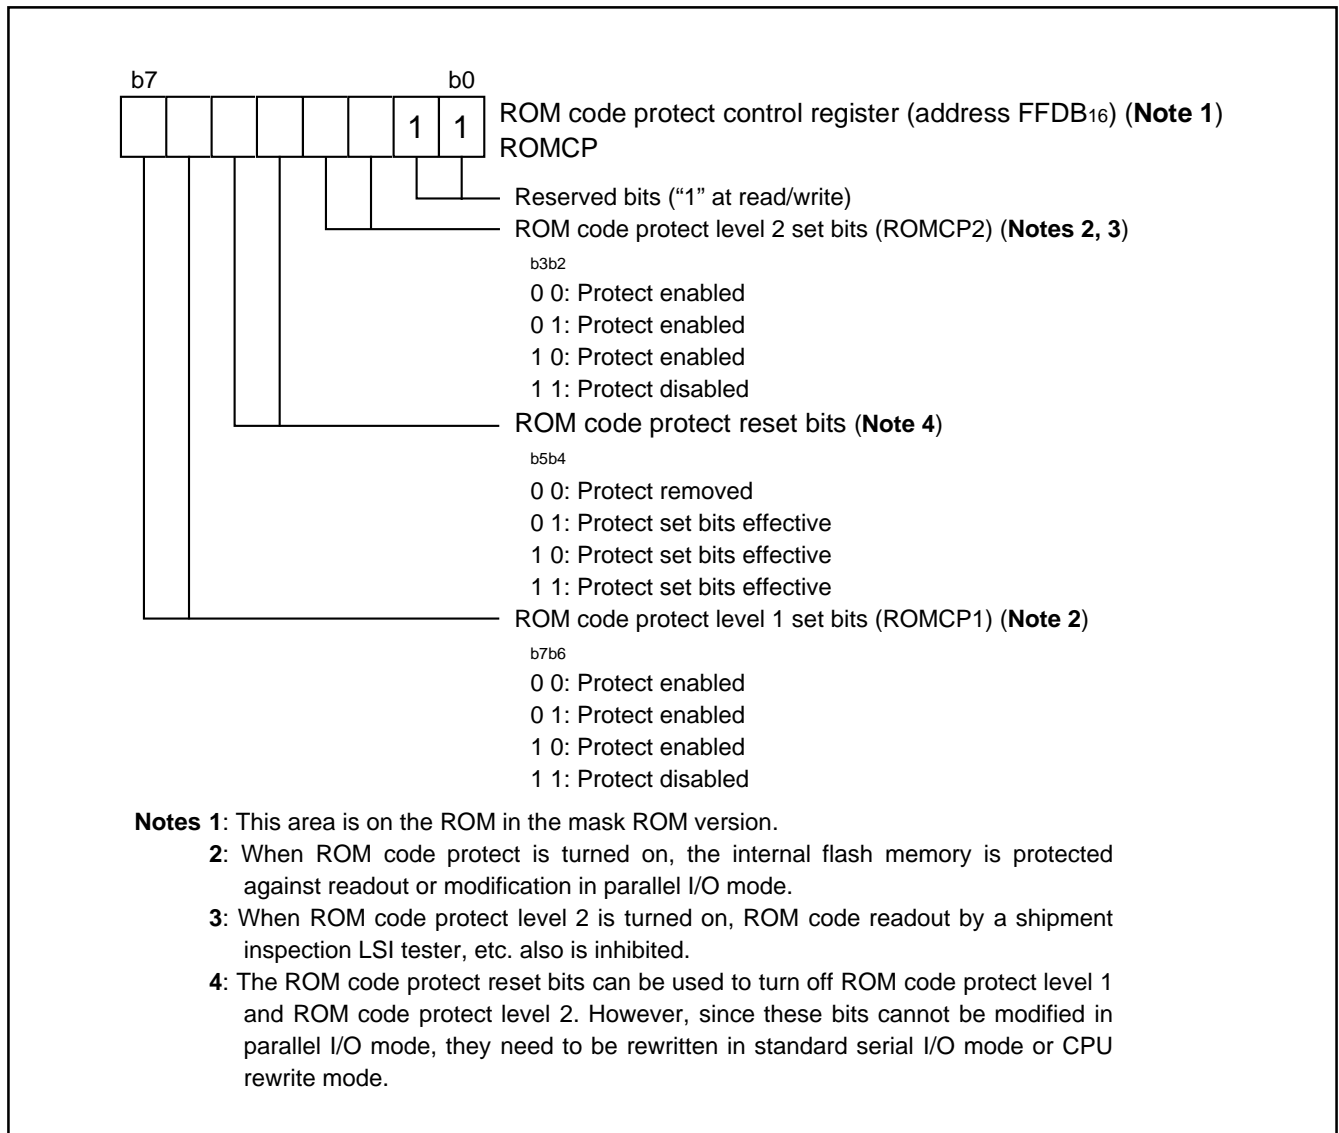 b7 b0
1 1 ROM code protect control register (address FFDB16) (Note 1)
ROMCP
Reserved bits (“1” at read/write)
ROM code protect level 2 set bits (ROMCP2) (Notes 2, 3)
b3b2
0 0: Protect enabled
0 1: Protect enabled
1 0: Protect enabled
1 1: Protect disabled
ROM code protect reset bits (Note 4)
b5b4
0 0: Protect removed
0 1: Protect set bits effective
1 0: Protect set bits effective
1 1: Protect set bits effective
ROM code protect level 1 set bits (ROMCP1) (Note 2)
b7b6
0 0: Protect enabled
0 1: Protect enabled
1 0: Protect enabled
1 1: Protect disabled
Notes 1: This area is on the ROM in the mask ROM version.
2: When ROM code protect is turned on, the internal flash memory is protected
against readout or modification in parallel I/O mode.
3: When ROM code protect level 2 is turned on, ROM code readout by a shipment
inspection LSI tester, etc. also is inhibited.
4: The ROM code protect reset bits can be used to turn off ROM code protect level 1
and ROM code protect level 2. However, since these bits cannot be modified in
parallel I/O mode, they need to be rewritten in standard serial I/O mode or CPU
rewrite mode.